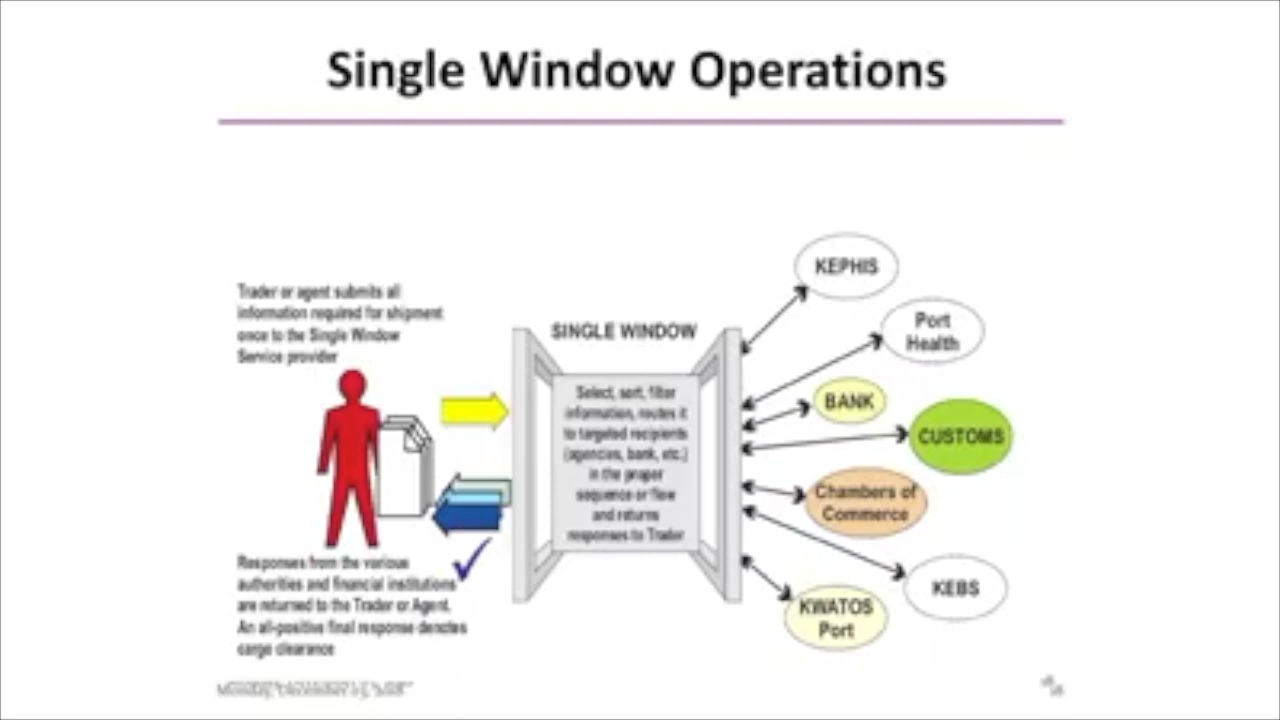 Single Window Operations
Trader or agent submits all
information required for shipment
once to the Single Window
Service provider
SINGLE WINDOW
Select, sort, filter
information, routes it
to targeted recipients
(agencies, bank, etc.)
in the proper
sequence or flow
and returns
responses to Trader
Responses from the various
authorities and financial institutions
are returned to the Trader or Agent.
An all-positive final response denotes
cargo clearance
KEPHIS
Port
Health
BANK
CUSTOMS
Chambers of
Commerce
KEBS
KWATOS
Port